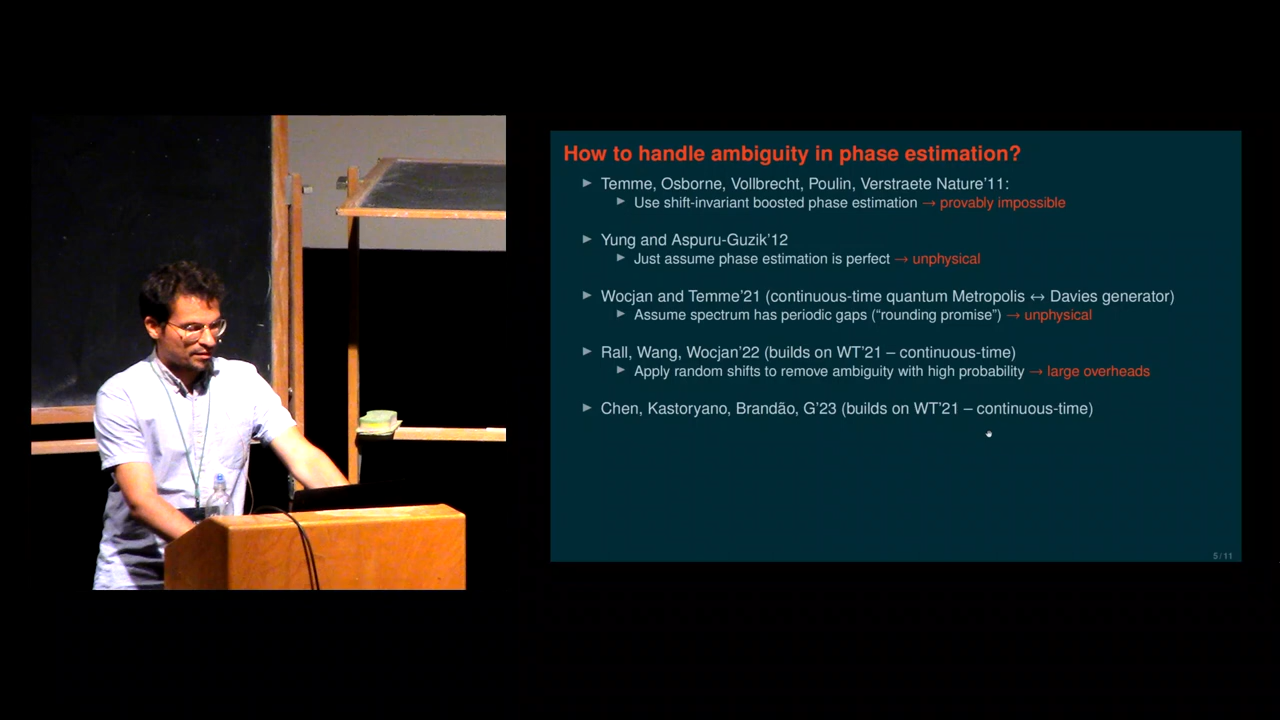 How to handle ambiguity in phase estimation?
► Temme, Osborne, Vollbrecht, Poulin, Verstraete Nature'11:
► Use shift-invariant boosted phase estimation → provably impossible
► Yung and Aspuru-Guzik'12
► Just assume phase estimation is perfect → unphysical
► Wocjan and Temme'21 (continuous-time quantum Metropolis ↔ Davies generator)
► Assume spectrum has periodic gaps (“rounding promise”) → unphysical
► Rall, Wang, Wocjan'22 (builds on WT'21 – continuous-time)
► Apply random shifts to remove ambiguity with high probability → large overheads
► Chen, Kastoryano, Brandão, G'23 (builds on WT'21 – continuous-time)
5 / 11